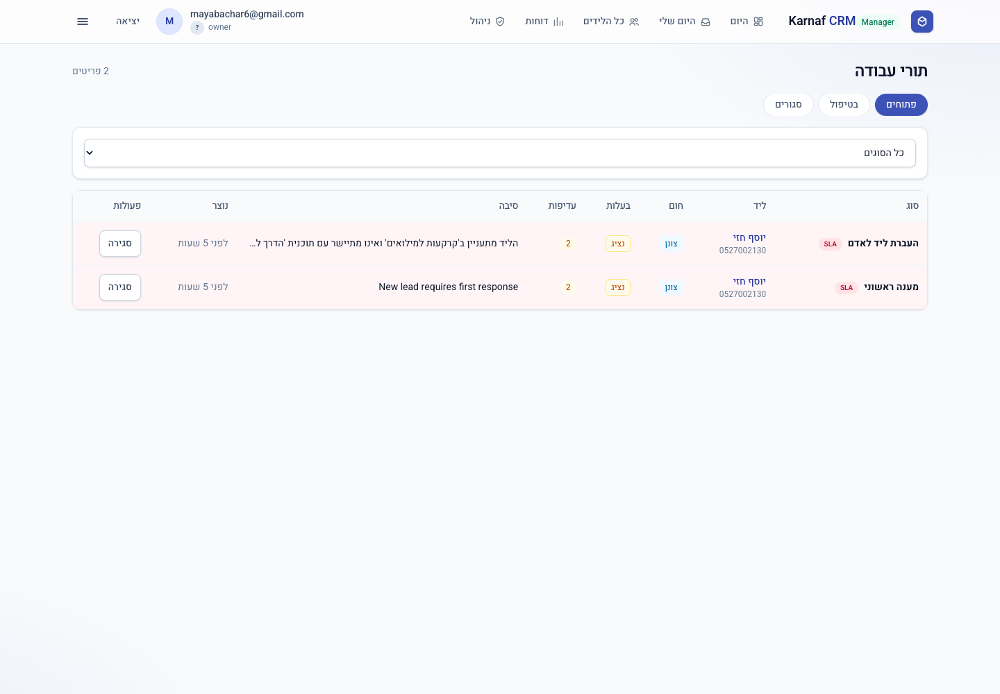 Karnaf CRM Manager
היום
היום שלי
כל הלידים
דוחות
ניהול
mayabachar6@gmail.com
? owner
M
יציאה
תורי עבודה
2 פריטים
פתוחים
בטיפול
סגורים
כל הסוגים
סוג ליד חום בעלות עדיפות סיבה נוצר פעולות
העברת ליד לאדם SLA יוסף חזי 0527002130 צונן נציג 2 הליד מתעניין ב'קרקעות למילואים' ואינו מתיישר עם תוכנית 'הדרך ל... לפני 5 שעות סגירה
מענה ראשוני SLA יוסף חזי 0527002130 צונן נציג 2 New lead requires first response לפני 5 שעות סגירה